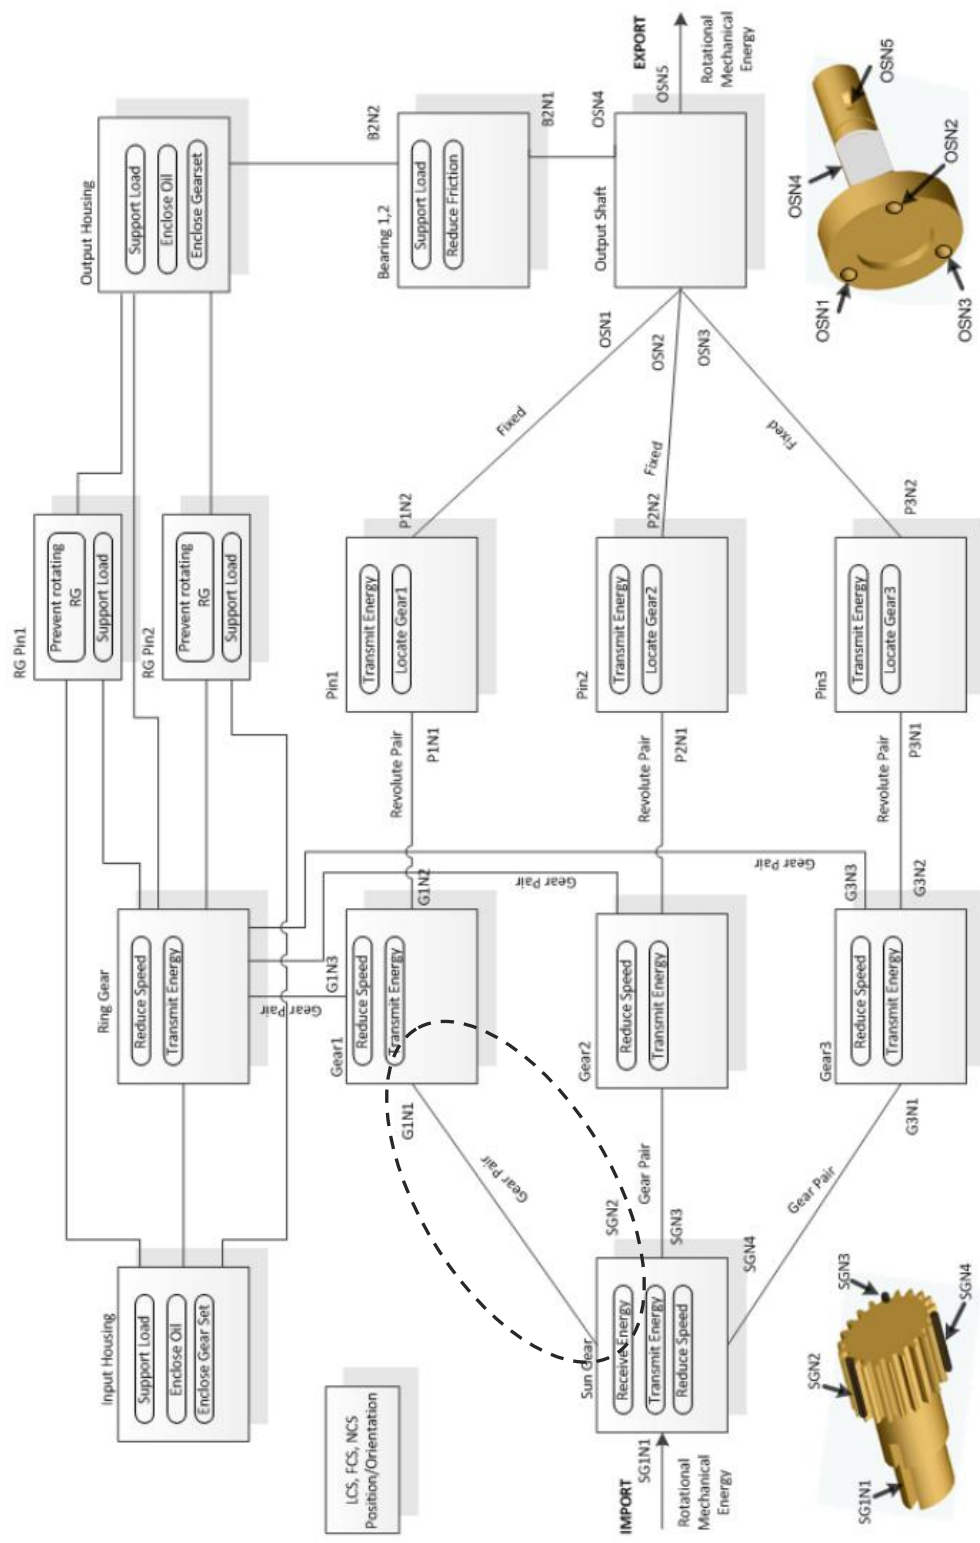 Input Housing
Support Load
Enclose Oil
Enclose Gear Set
LCS, FCS, NCS
Position/Orientation
Ring Gear
Reduce Speed
Transmit Energy
RG Pin1
Prevent rotating
RG
Support Load
RG Pin2
Prevent rotating
RG
Support Load
Output Housing
Support Load
Enclose Oil
Enclose Gearset
B2N2
Bearing 1,2
Support Load
Reduce Friction
B2N1
Gear Pair
G1N3
Gear1
Reduce Speed
Transmit Energy
G1N1
G1N2
Gear Pair
Gear Pair
Gear Pair
Revolute Pair
P1N1
Pin1
Transmit Energy
Locate Gear1
P1N2
Fixed
OSN1
Sun Gear
Receive Energy
Transmit Energy
Reduce Speed
SGN2
SGN3
SGN4
IMPORT
SG1N1
Rotational
Mechanical
Energy
Gear Pair
Gear2
Reduce Speed
Transmit Energy
Revolute Pair
P2N1
Pin2
Transmit Energy
Locate Gear2
P2N2
Fixed
OSN2
OSN3
Output Shaft
OSN4
EXPORT
OSN5
Rotational
Mechanical
Energy
Gear Pair
G3N1
Gear3
Reduce Speed
Transmit Energy
G3N3
G3N2
Revolute Pair
P3N1
Pin3
Transmit Energy
Locate Gear3
P3N2
Fixed
SG1N1
SGN2
SGN3
SGN4
OSN1
OSN3
OSN4
OSN2
OSN5